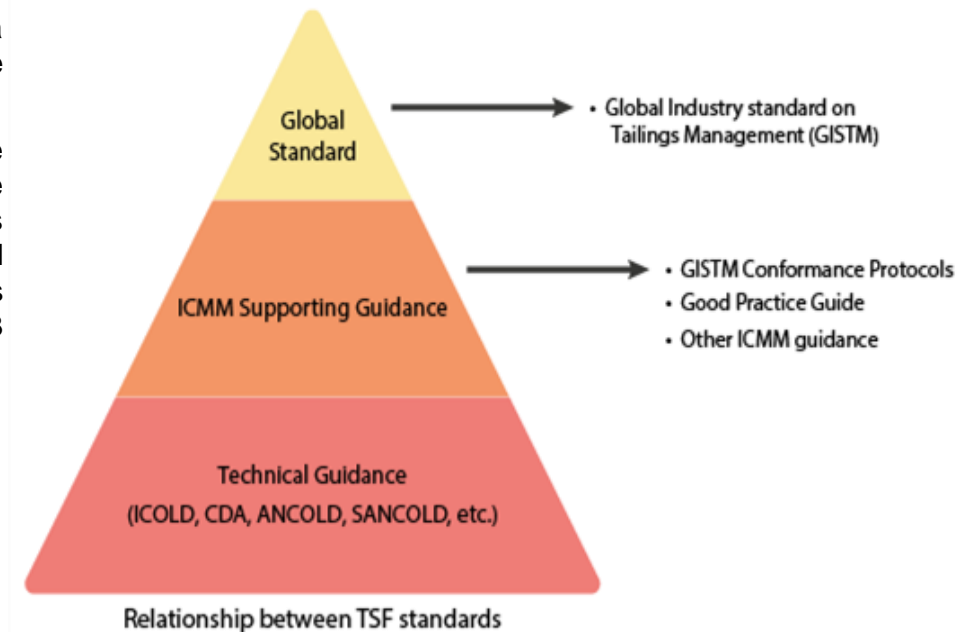 Global
Standard
• Global Industry standard on
Tailings Management (GISTM)
ICMM Supporting Guidance
• GISTM Conformance Protocols
• Good Practice Guide
• Other ICMM guidance
Technical Guidance
(ICOLD, CDA, ANCOLD, SANCOLD, etc.)
Relationship between TSF standards